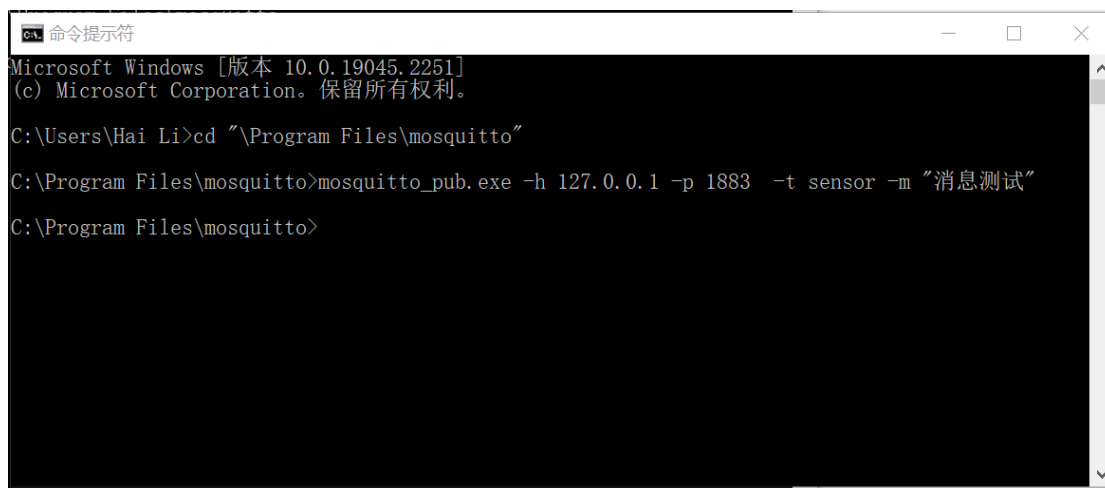 命令提示符
Microsoft Windows [版本 10.0.19045.2251]
(c) Microsoft Corporation。保留所有权利。
C:\Users\Hai Li>cd "\Program Files\mosquitto"
C:\Program Files\mosquitto>mosquitto_pub.exe -h 127.0.0.1 -p 1883  -t sensor -m "消息测试"
C:\Program Files\mosquitto>